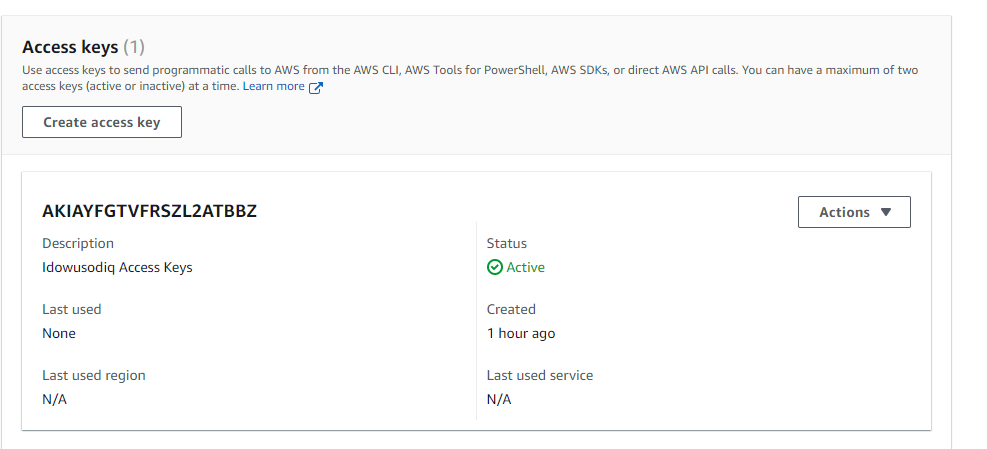 Access keys (1)
Use access keys to send programmatic calls to AWS from the AWS CLI, AWS Tools for PowerShell, AWS SDKs, or direct AWS API calls. You can have a maximum of two
access keys (active or inactive) at a time. Learn more
Create access key
AKIAYFGTVFRSZL2ATBBZ
Actions
Description
Idowusodiq Access Keys
Status
Active
Last used
None
Created
1 hour ago
Last used region
N/A
Last used service
N/A